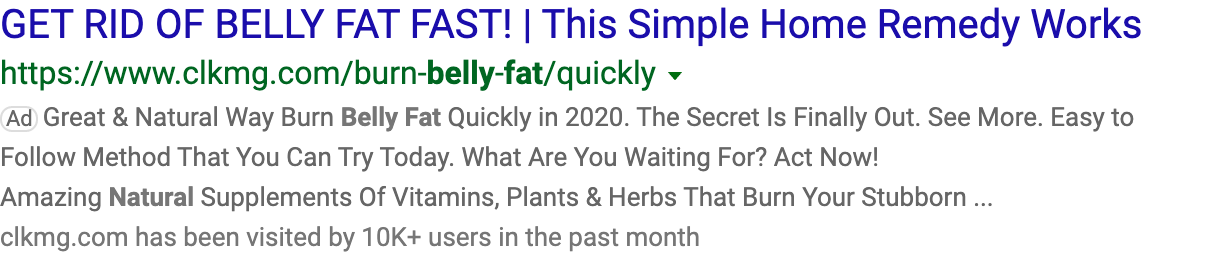 GET RID OF BELLY FAT FAST! | This Simple Home Remedy Works
https://www.clkmg.com/burn-belly-fat/quickly
Ad Great & Natural Way Burn Belly Fat Quickly in 2020. The Secret Is Finally Out. See More. Easy to
Follow Method That You Can Try Today. What Are You Waiting For? Act Now!
Amazing Natural Supplements Of Vitamins, Plants & Herbs That Burn Your Stubborn ...
clkmg.com has been visited by 10K+ users in the past month